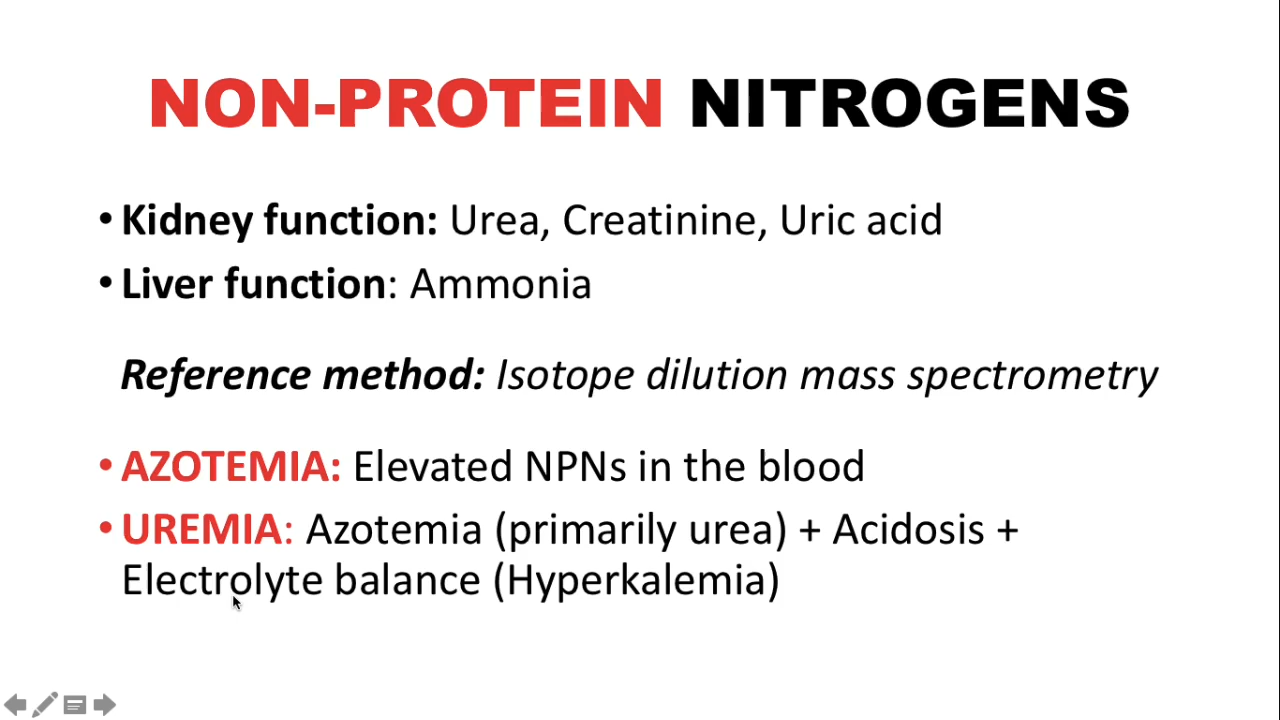 NON-PROTEIN NITROGENS
• Kidney function: Urea, Creatinine, Uric acid
• Liver function: Ammonia
Reference method: Isotope dilution mass spectrometry
• AZOTEMIA: Elevated NPNs in the blood
• UREMIA: Azotemia (primarily urea) + Acidosis +
Electrolyte balance (Hyperkalemia)